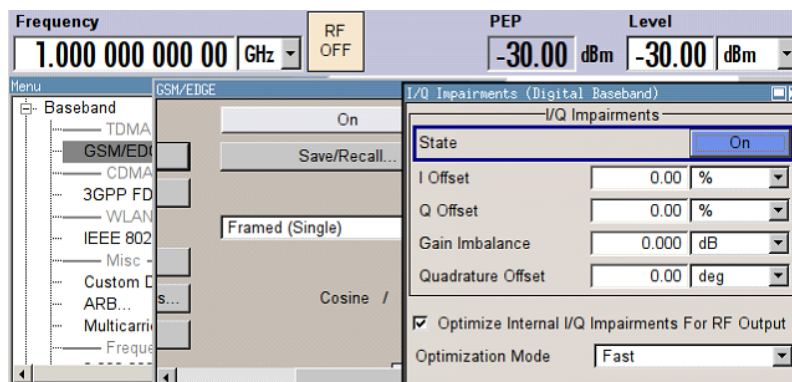 Frequency RF OFF PEP Level
1.000 000 000 00 GHz -30.00 dBm -30.00 dBm
Menu
Baseband
TDMA
GSM/ED
CDMA
3GPP FD
WLAN
IEEE 802
Misc
Custom D
ARB...
Multicarri
Freque
GSM/EDGE
On
Save/Recall...
Framed (Single)
s...
Cosine /
I/Q Impairments (Digital Baseband)
I/Q Impairments
State On
I Offset 0.00 %
Q Offset 0.00 %
Gain Imbalance 0.000 dB
Quadrature Offset 0.00 deg
Optimize Internal I/Q Impairments For RF Output
Optimization Mode Fast